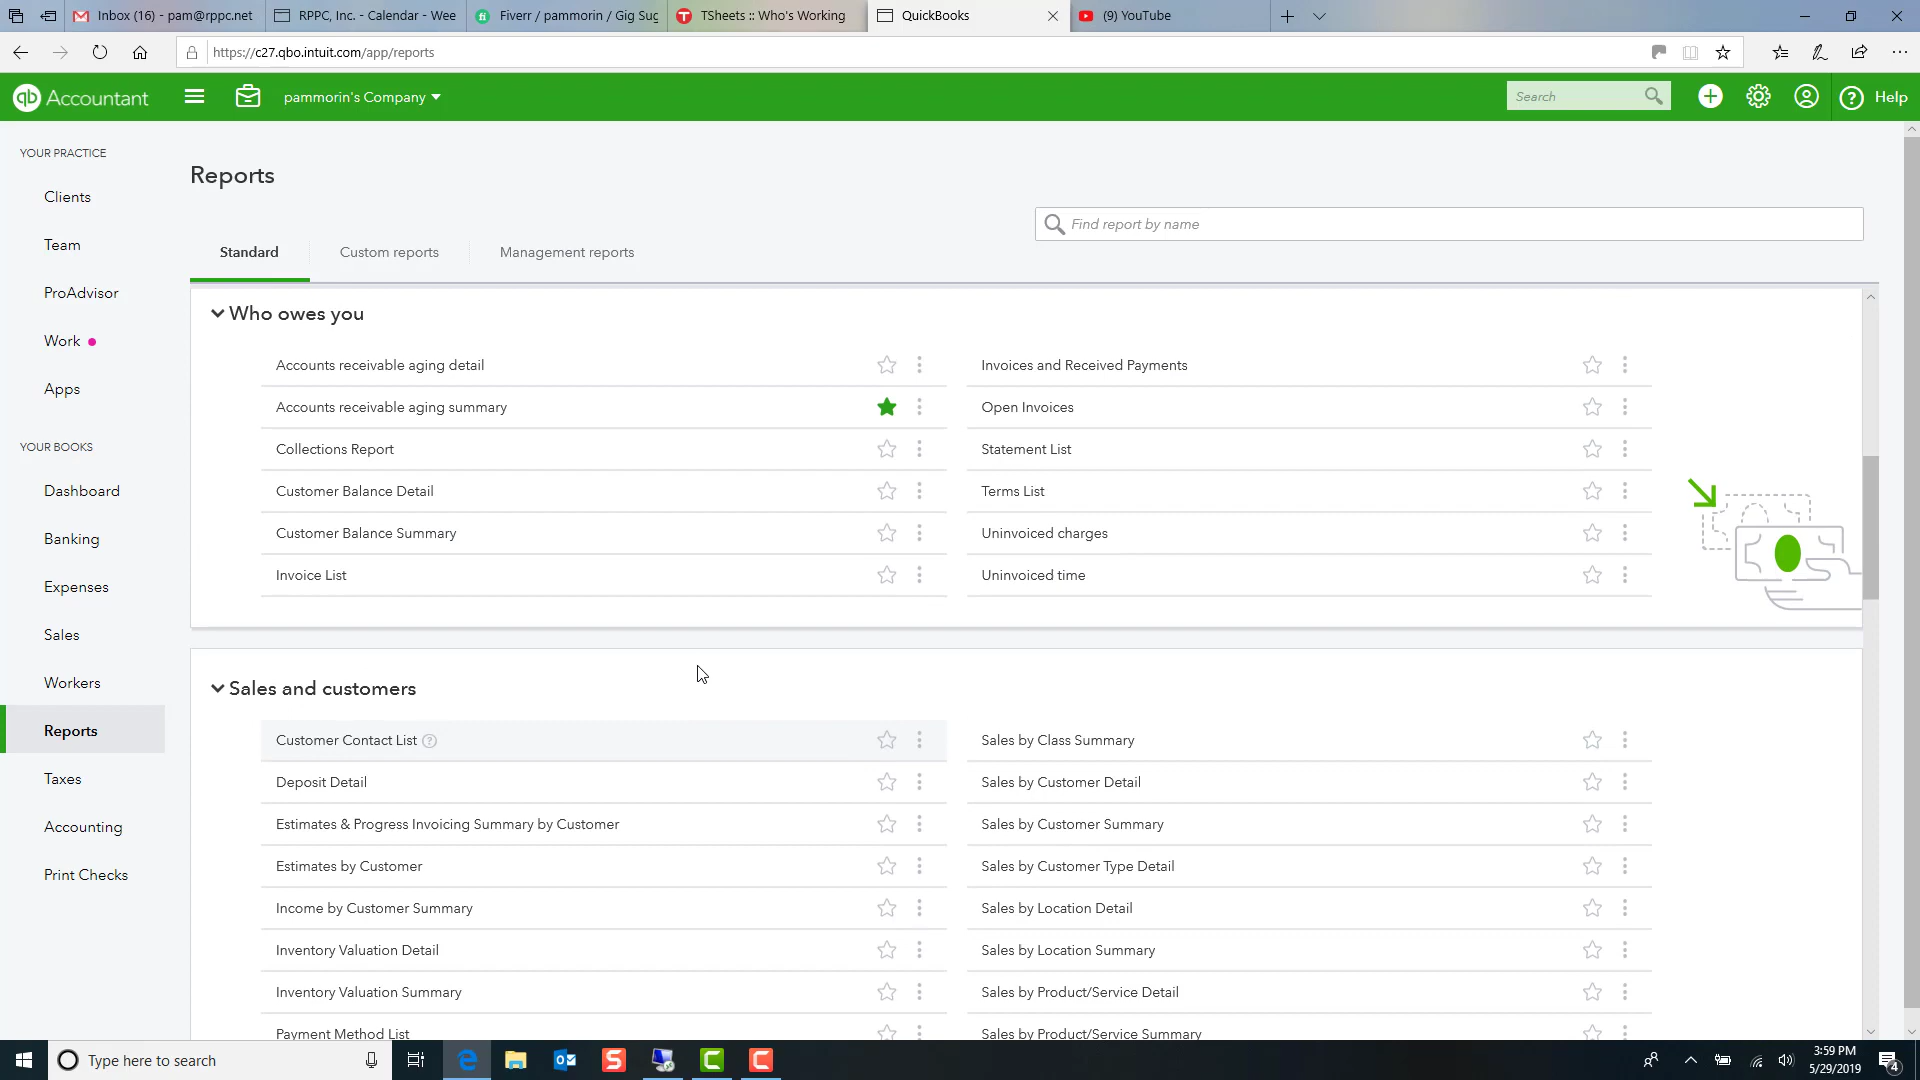 Inbox (16) - pam@rppc.net
RPPC, Inc. - Calendar - Wee
Fiverr / pammorin / Gig Sug
TSheets :: Who's Working
QuickBooks
(9) YouTube
https://c27.qbo.intuit.com/app/reports
qb Accountant
pammorin's Company
Search
Help
YOUR PRACTICE
Clients
Team
ProAdvisor
Work
Apps
YOUR BOOKS
Dashboard
Banking
Expenses
Sales
Workers
Reports
Taxes
Accounting
Print Checks
Reports
Find report by name
Standard
Custom reports
Management reports
Who owes you
Accounts receivable aging detail
Accounts receivable aging summary
Collections Report
Customer Balance Detail
Customer Balance Summary
Invoice List
Invoices and Received Payments
Open Invoices
Statement List
Terms List
Uninvoiced charges
Uninvoiced time
Sales and customers
Customer Contact List
Deposit Detail
Estimates & Progress Invoicing Summary by Customer
Estimates by Customer
Income by Customer Summary
Inventory Valuation Detail
Inventory Valuation Summary
Payment Method List
Sales by Class Summary
Sales by Customer Detail
Sales by Customer Summary
Sales by Customer Type Detail
Sales by Location Detail
Sales by Location Summary
Sales by Product/Service Detail
Sales by Product/Service Summary
Type here to search
3:59 PM
5/29/2019
4